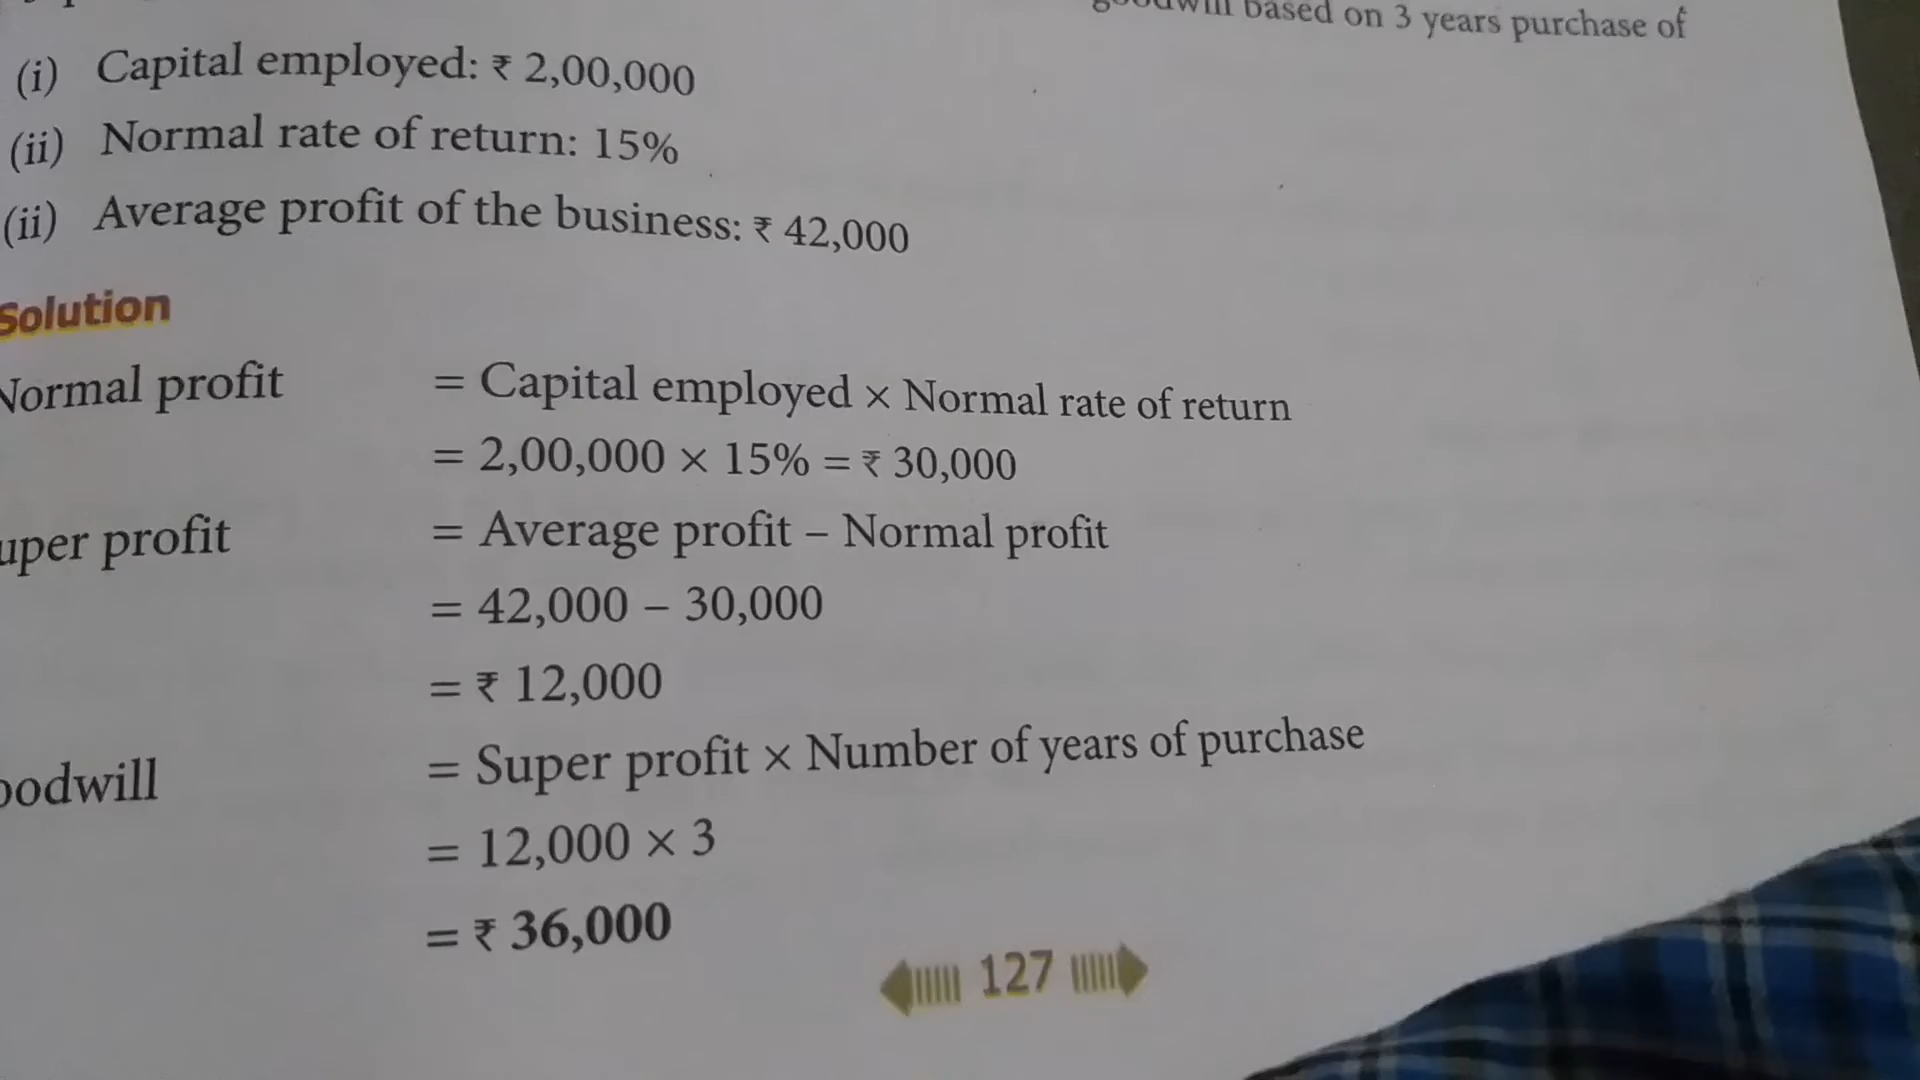 based on 3 years purchase of
(i) Capital employed: ₹ 2,00,000
(ii) Normal rate of return: 15%
(ii) Average profit of the business: ₹ 42,000
Solution
Normal profit = Capital employed × Normal rate of return
= 2,00,000 × 15% = ₹ 30,000
uper profit = Average profit – Normal profit
= 42,000 – 30,000
= ₹ 12,000
oodwill = Super profit × Number of years of purchase
= 12,000 × 3
= ₹ 36,000
127